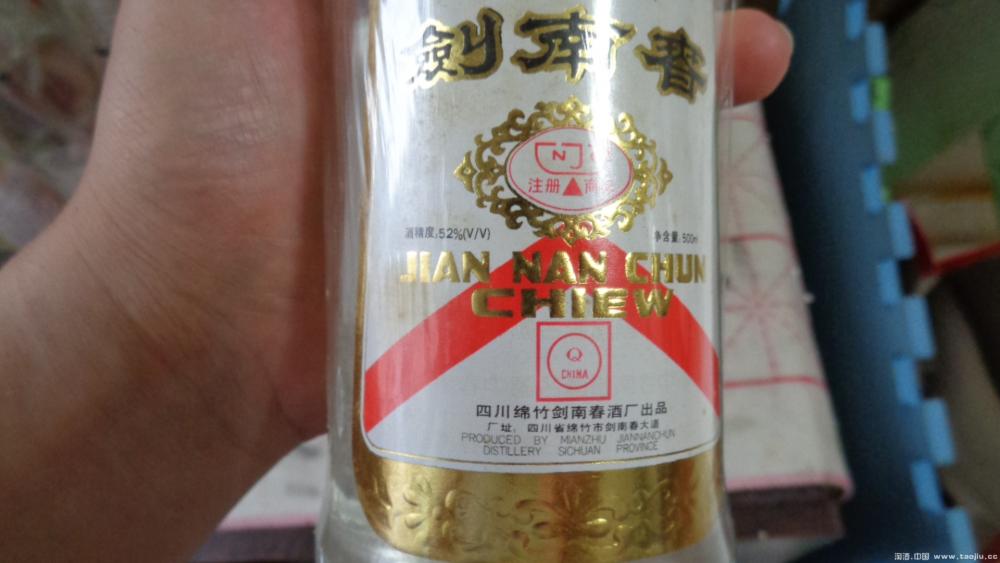 劍南春
注册▲商标
酒精度:52%(V/V) 净含量:500ml
JIAN NAN CHUN
CHIEW
Q
CHINA
四川绵竹剑南春酒厂出品
厂址:四川省绵竹市剑南春大道
PRODUCED BY MIANZHU JIANNANCHUN
DISTILLERY SICHUAN PROVINCE
淘酒.中国 www.taojiu.cc